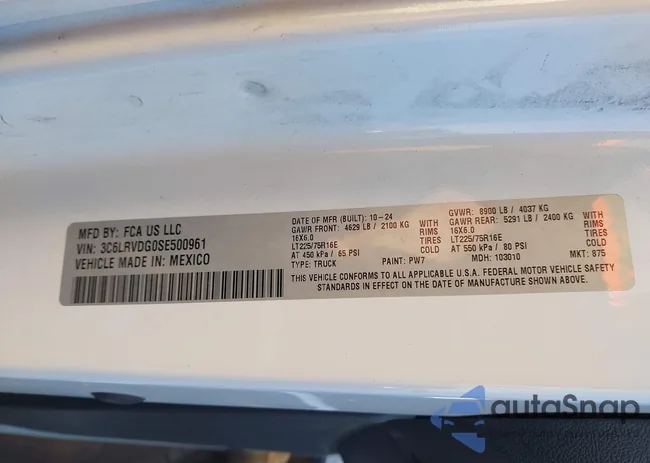 MFD BY: FCA US LLC
VIN: 3C6LRVDG0SE500961
VEHICLE MADE IN: MEXICO
DATE OF MFR (BUILT): 10-24
GAWR FRONT: 4629 LB / 2100 KG WITH
16X6.0 RIMS
LT225/75R16E TIRES
AT 450 kPa / 65 PSI COLD
TYPE: TRUCK PAINT: PW7
GVWR: 8900 LB / 4037 KG
GAWR REAR: 5291 LB / 2400 KG WITH
16X6.0 RIMS
LT225/75R16E TIRES
AT 550 kPa / 80 PSI COLD
MDH: 103010 MKT: 875
THIS VEHICLE CONFORMS TO ALL APPLICABLE U.S.A. FEDERAL MOTOR VEHICLE SAFETY
STANDARDS IN EFFECT ON THE DATE OF MANUFACTURE SHOWN ABOVE.
autoSnap